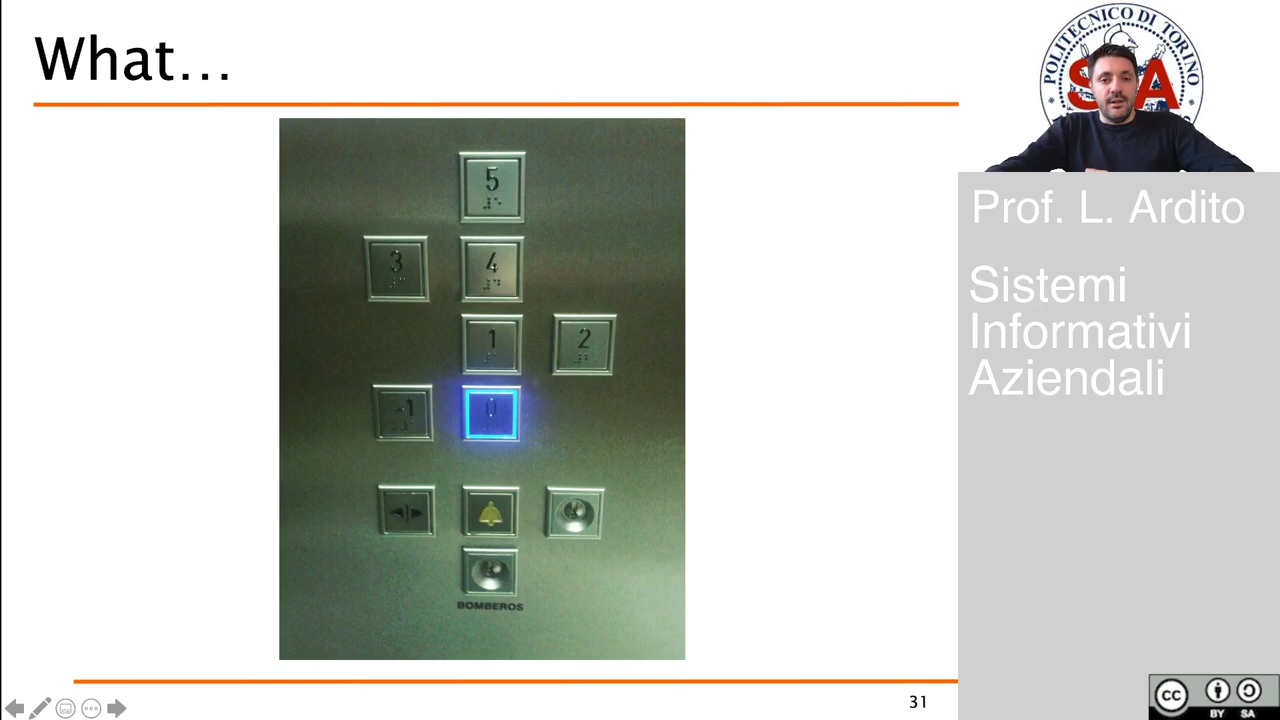 What...
POLITECNICO DI TORINO
Prof. L. Ardito
Sistemi
Informativi
Aziendali
5
3 4
1 2
-1 0
BOMBEROS
31
cc
BY SA